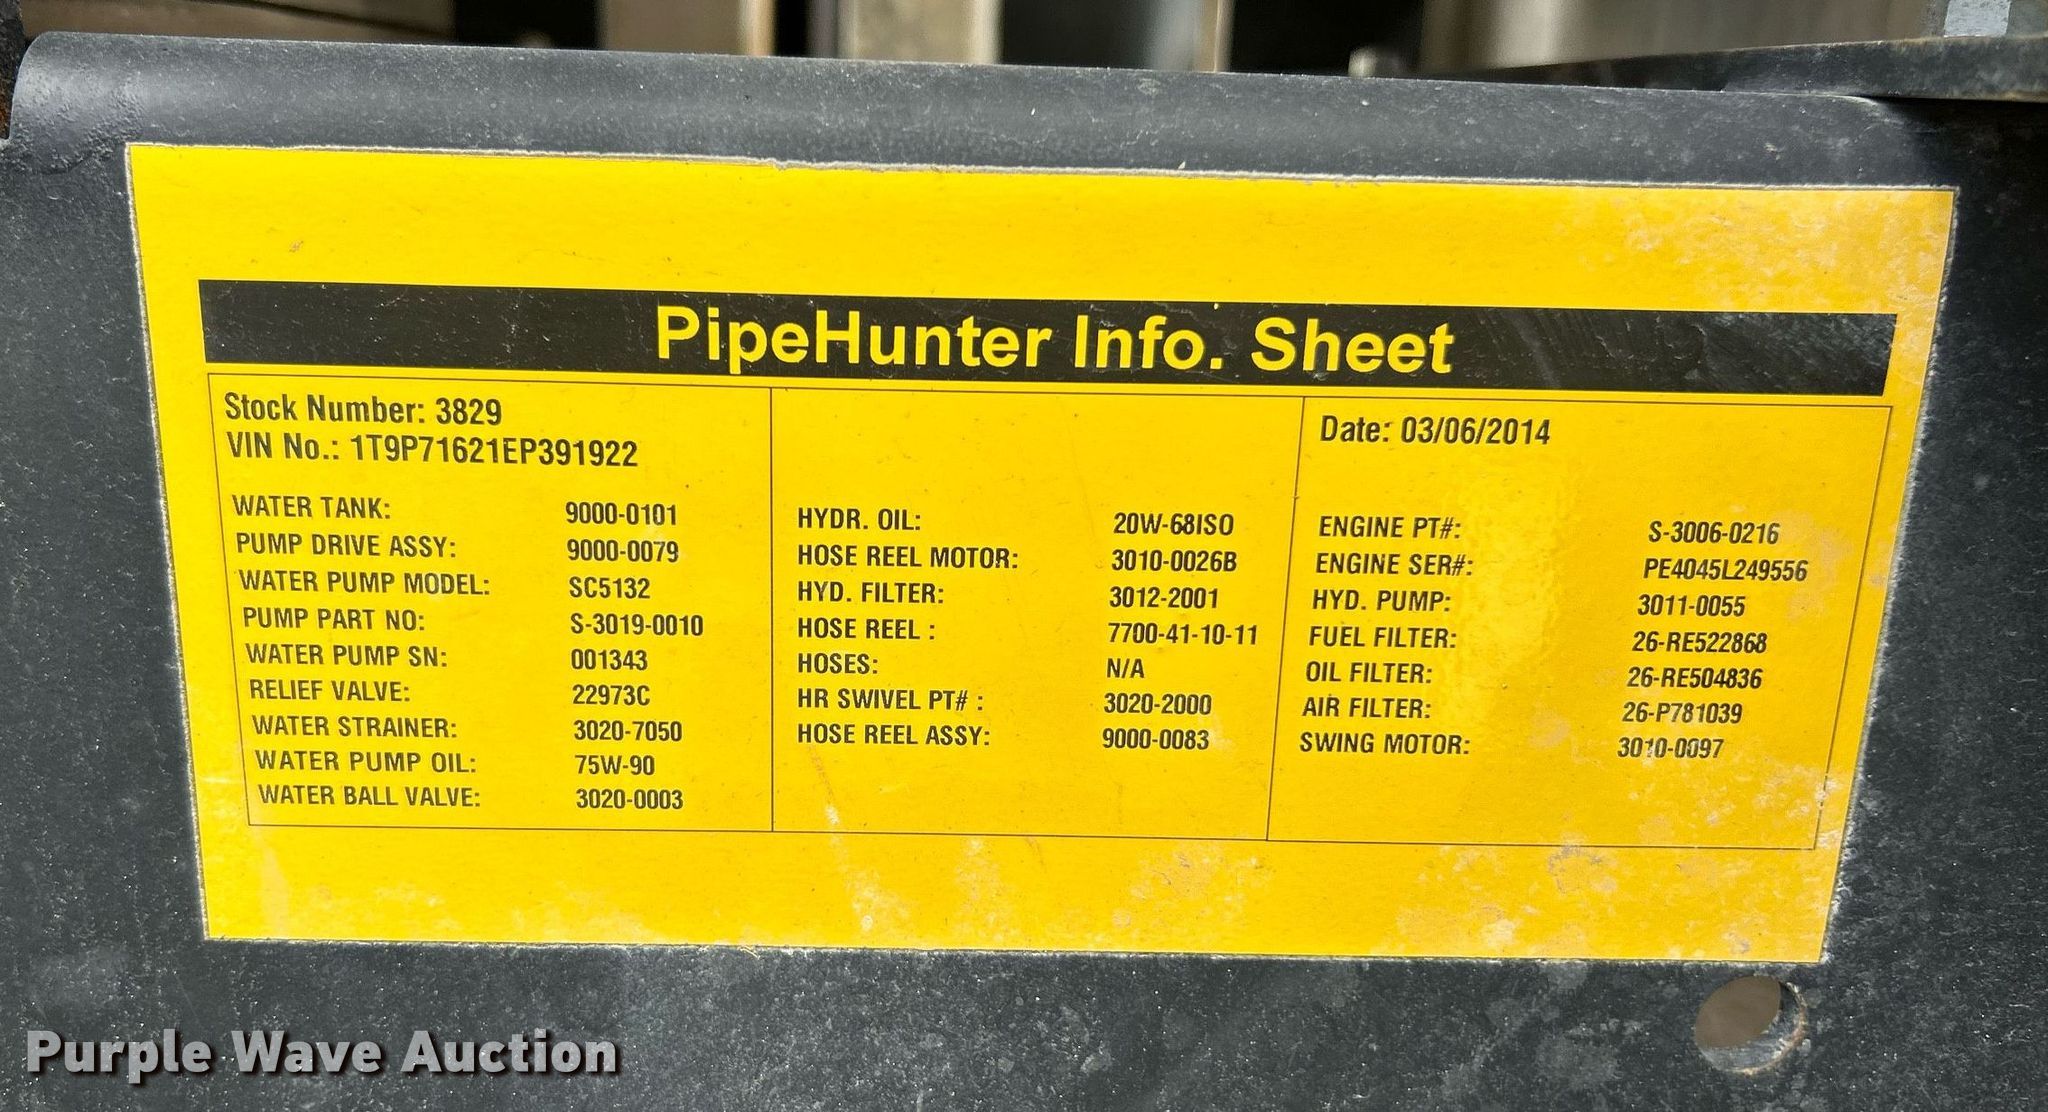 PipeHunter Info. Sheet
Stock Number: 3829
VIN No.: 1T9P71621EP391922
WATER TANK: 9000-0101
PUMP DRIVE ASSY: 9000-0079
WATER PUMP MODEL: SC5132
PUMP PART NO: S-3019-0010
WATER PUMP SN: 001343
RELIEF VALVE: 22973C
WATER STRAINER: 3020-7050
WATER PUMP OIL: 75W-90
WATER BALL VALVE: 3020-0003
HYDR. OIL: 20W-68ISO
HOSE REEL MOTOR: 3010-0026B
HYD. FILTER: 3012-2001
HOSE REEL : 7700-41-10-11
HOSES: N/A
HR SWIVEL PT# : 3020-2000
HOSE REEL ASSY: 9000-0083
Date: 03/06/2014
ENGINE PT#: S-3006-0216
ENGINE SER#: PE4045L249556
HYD. PUMP: 3011-0055
FUEL FILTER: 26-RE522868
OIL FILTER: 26-RE504836
AIR FILTER: 26-P781039
SWING MOTOR: 3010-0097
Purple Wave Auction